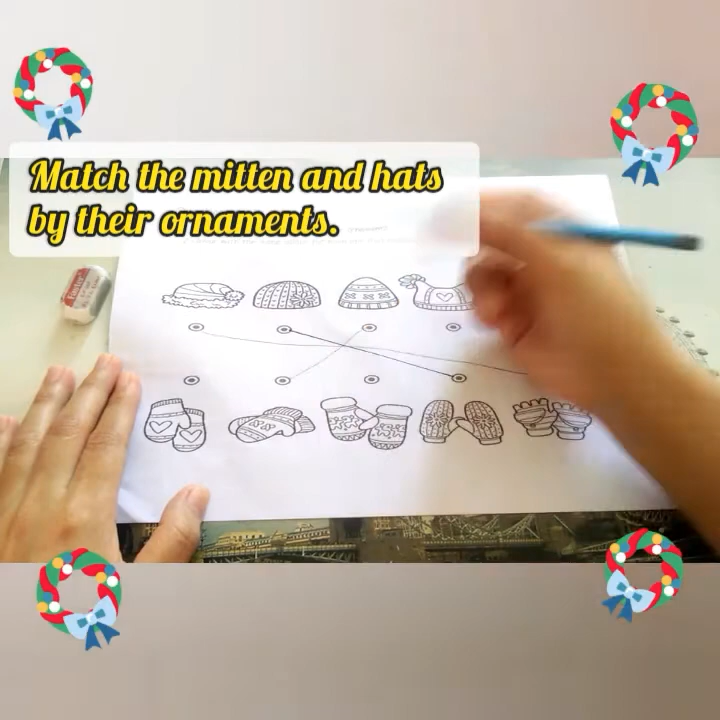 Match the mitten and hats
by their ornaments.